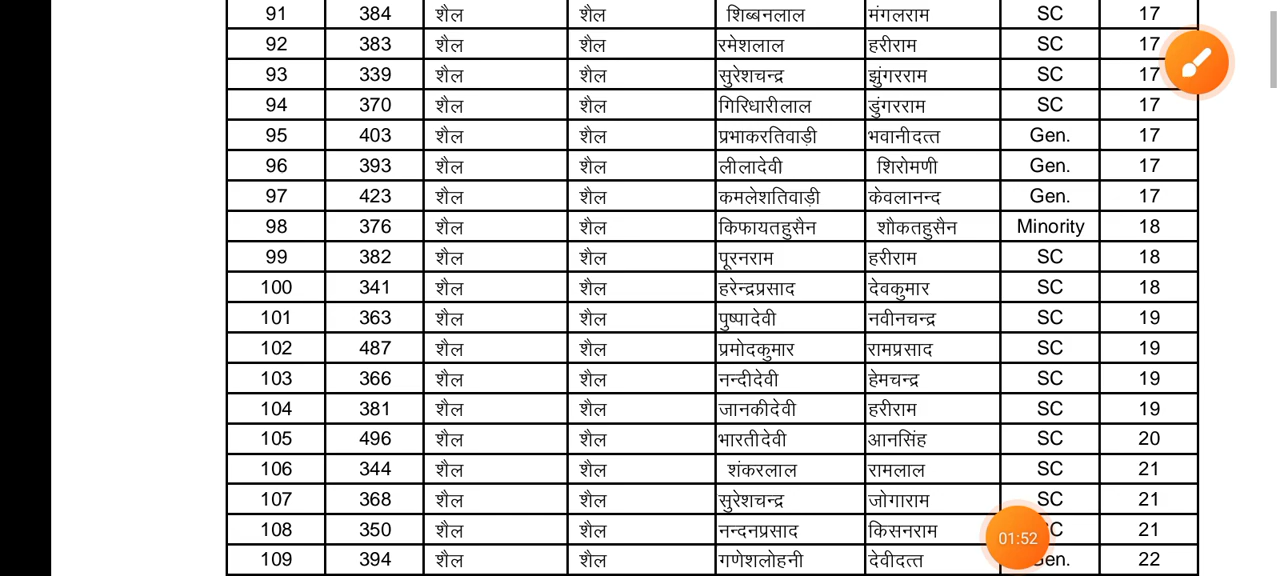 91 384 शैल शैल शिब्बनलाल मंगलराम SC 17
92 383 शैल शैल रमेशलाल हरीराम SC 17
93 339 शैल शैल सुरेशचन्द्र झुंगरराम SC 17
94 370 शैल शैल गिरिधारीलाल डुंगरराम SC 17
95 403 शैल शैल प्रभाकरतिवाड़ी भवानीदत्त Gen. 17
96 393 शैल शैल लीलादेवी शिरोमणी Gen. 17
97 423 शैल शैल कमलेशतिवाड़ी केवलानन्द Gen. 17
98 376 शैल शैल किफायतहुसैन शौकतहुसैन Minority 18
99 382 शैल शैल पूरनराम हरीराम SC 18
100 341 शैल शैल हरेन्द्रप्रसाद देवकुमार SC 18
101 363 शैल शैल पुष्पादेवी नवीनचन्द्र SC 19
102 487 शैल शैल प्रमोदकुमार रामप्रसाद SC 19
103 366 शैल शैल नन्दीदेवी हेमचन्द्र SC 19
104 381 शैल शैल जानकीदेवी हरीराम SC 19
105 496 शैल शैल भारतीदेवी आनसिंह SC 20
106 344 शैल शैल शंकरलाल रामलाल SC 21
107 368 शैल शैल सुरेशचन्द्र जोगाराम SC 21
108 350 शैल शैल नन्दनप्रसाद किसनराम 21
01:52
109 394 शैल शैल गणेशलोहनी देवीदत्त Gen. 22